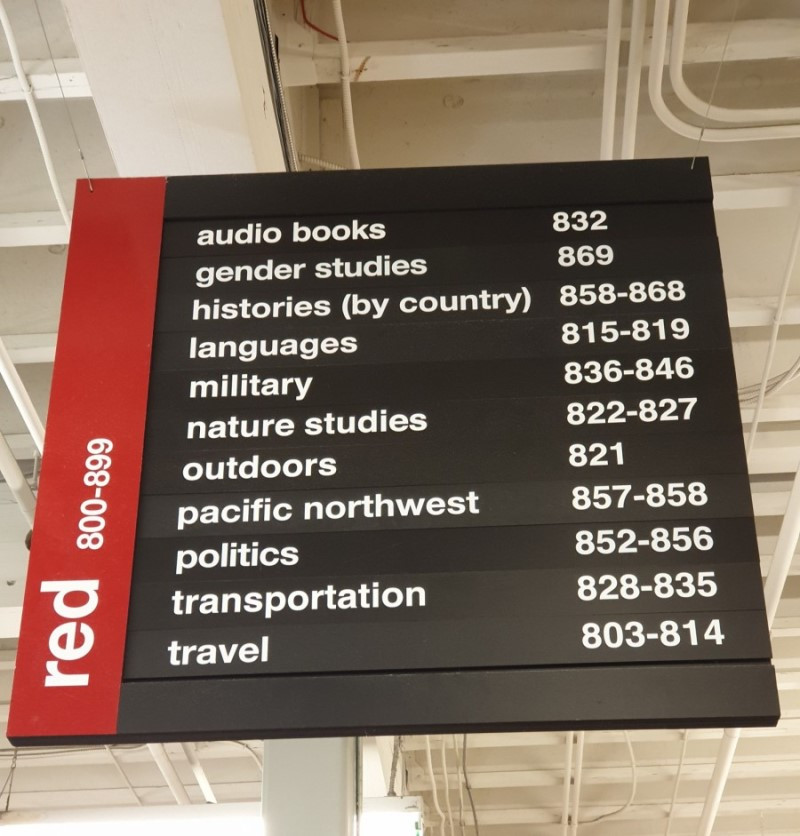 red 800-899
audio books 832
gender studies 869
histories (by country) 858-868
languages 815-819
military 836-846
nature studies 822-827
outdoors 821
pacific northwest 857-858
politics 852-856
transportation 828-835
travel 803-814